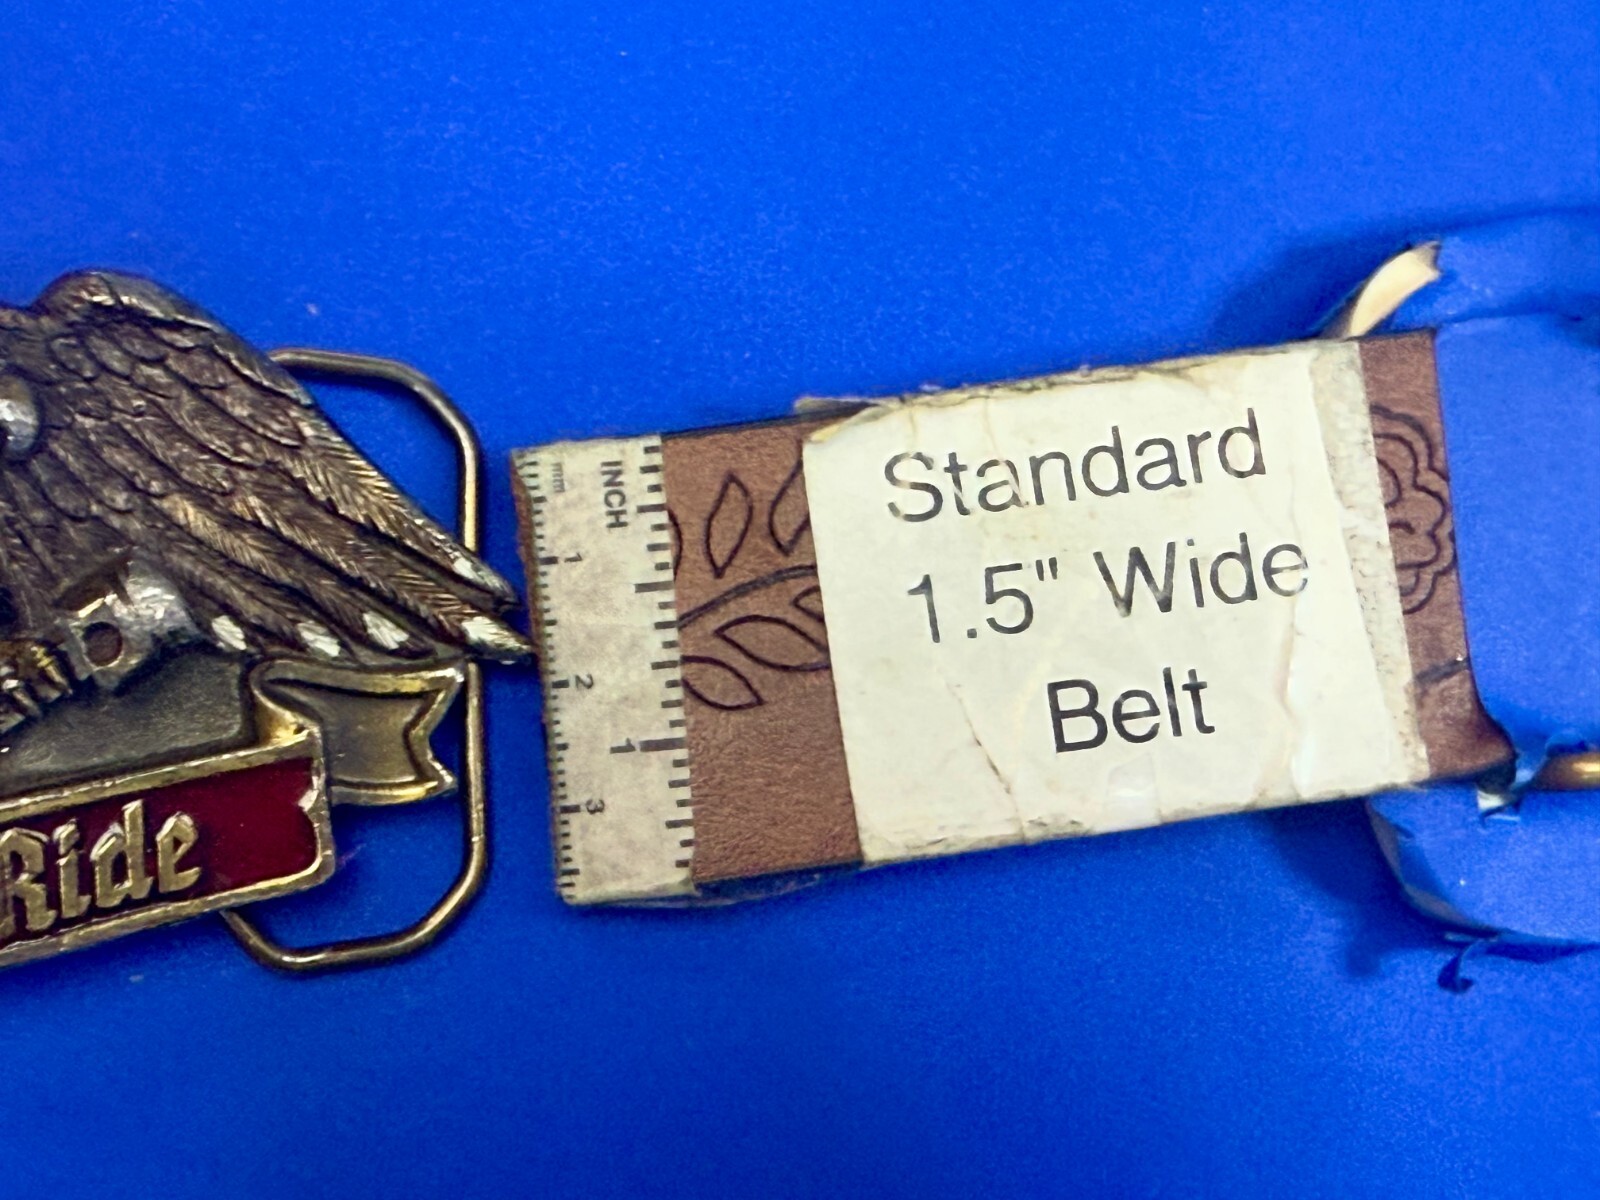 Standard
1.5" Wide
Belt
INCH
mm
1
2
3
1
Ride